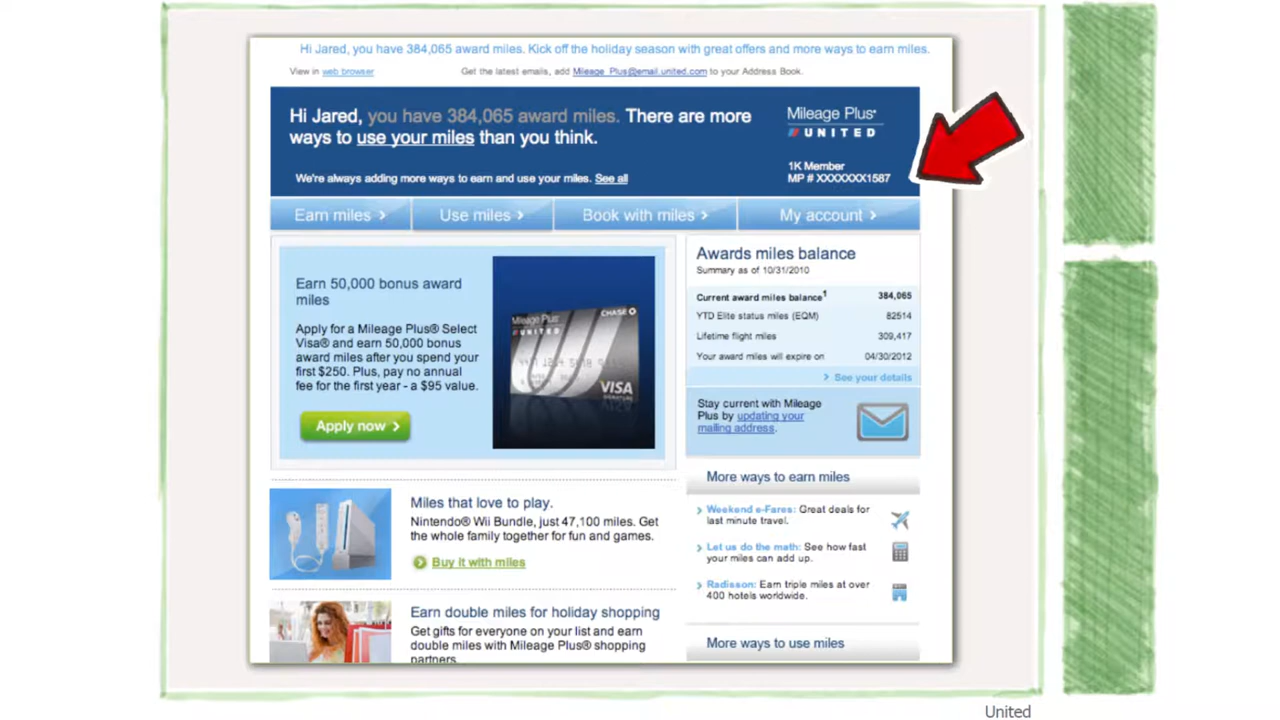 Hi Jared, you have 384,065 award miles. Kick off the holiday season with great offers and more ways to earn miles.
View in web browser
Get the latest emails, add Mileage_Plus@email.united.com to your Address Book.
Hi Jared, you have 384,065 award miles. There are more
ways to use your miles than you think.
We're always adding more ways to earn and use your miles. See all
Mileage Plus®
UNITED
1K Member
MP # XXXXXXX1587
Earn miles
Use miles
Book with miles
My account
Earn 50,000 bonus award
miles
Apply for a Mileage Plus® Select
Visa® and earn 50,000 bonus
award miles after you spend your
first $250. Plus, pay no annual
fee for the first year - a $95 value.
Apply now
Mileage Plus
UNITED
CHASE
VISA
SIGNATURE
Awards miles balance
Summary as of 10/31/2010
Current award miles balance1 384,065
YTD Elite status miles (EQM) 82514
Lifetime flight miles 309,417
Your award miles will expire on 04/30/2012
See your details
Stay current with Mileage
Plus by updating your
mailing address.
Miles that love to play.
Nintendo® Wii Bundle, just 47,100 miles. Get
the whole family together for fun and games.
Buy it with miles
Earn double miles for holiday shopping
Get gifts for everyone on your list and earn
double miles with Mileage Plus® shopping
partners.
More ways to earn miles
Weekend e-Fares: Great deals for
last minute travel.
Let us do the math: See how fast
your miles can add up.
Radisson: Earn triple miles at over
400 hotels worldwide.
More ways to use miles
United